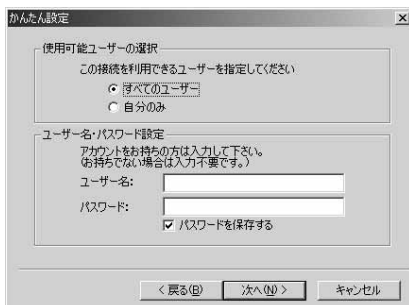 かんたん設定
使用可能ユーザーの選択
この接続を利用できるユーザーを指定してください
すべてのユーザー
自分のみ
ユーザー名・パスワード設定
アカウントをお持ちの方は入力して下さい。
(お持ちでない場合は入力不要です。)
ユーザー名:
パスワード:
パスワードを保存する
< 戻る(B) 次へ(N) > キャンセル